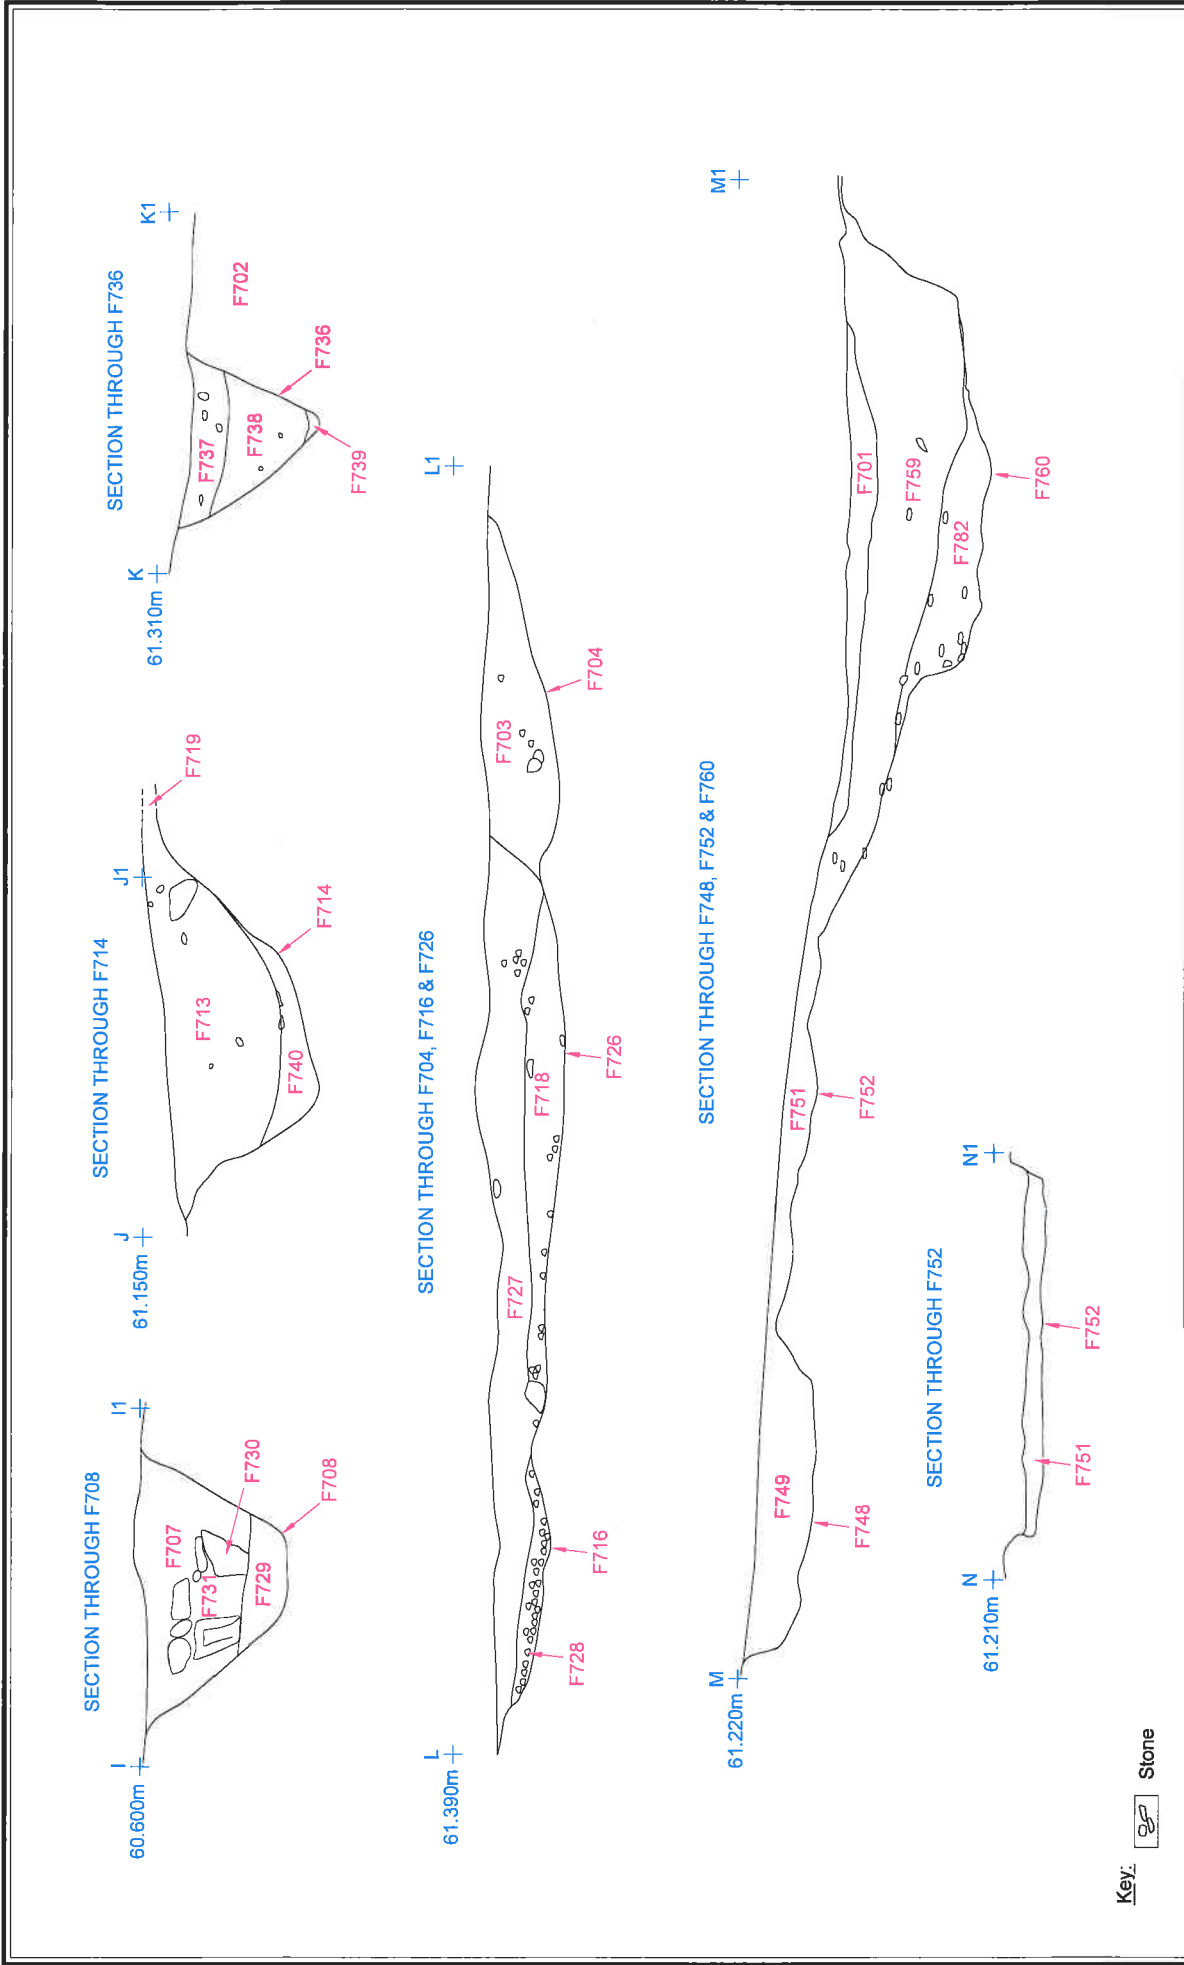 SECTION THROUGH F708
I
I1
60.600m
F707
F731
F730
F729
F708
SECTION THROUGH F714
J
J1
61.150m
F719
F713
F740
F714
SECTION THROUGH F736
K
K1
61.310m
F702
F737
F738
F736
F739
SECTION THROUGH F704, F716 & F726
L
L1
61.390m
F727
F703
F718
F704
F728
F716
F726
SECTION THROUGH F748, F752 & F760
M
M1
61.220m
F749
F748
F751
F752
F701
F759
F782
F760
SECTION THROUGH F752
N
N1
61.210m
F751
F752
Key:
Stone